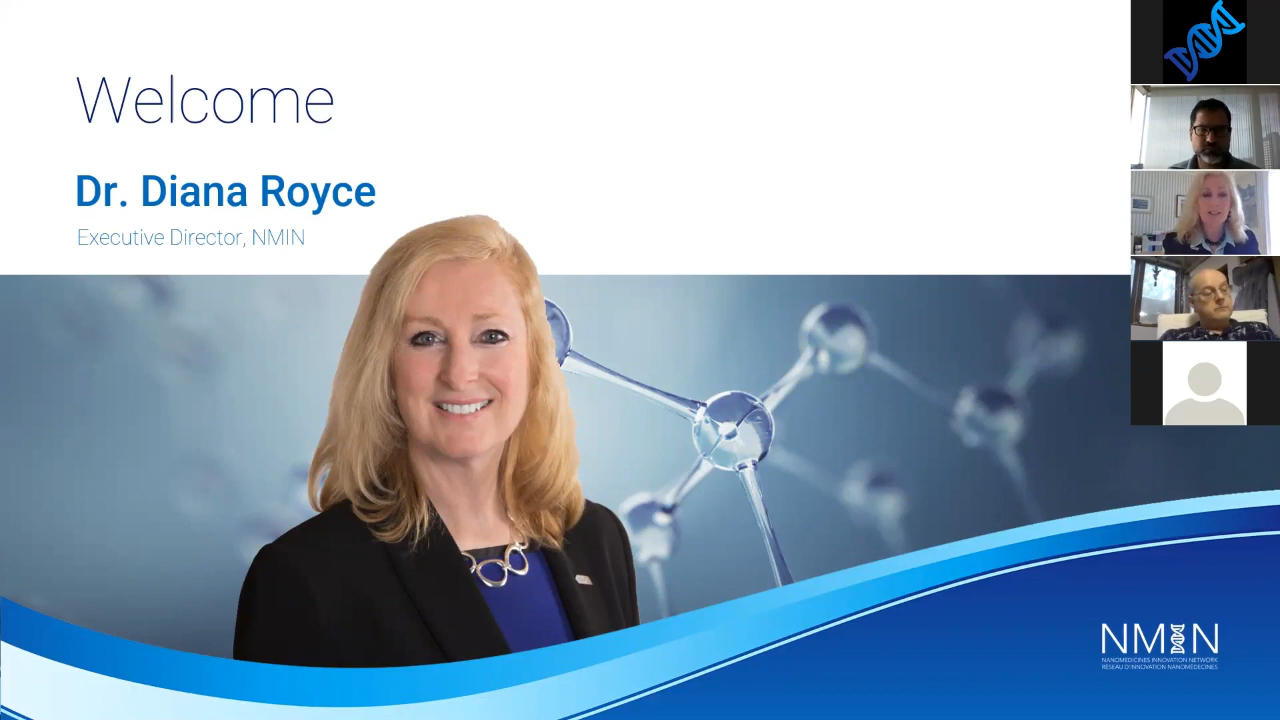 Welcome
Dr. Diana Royce
Executive Director, NMIN
NMIN
NANOMEDICINES INNOVATION NETWORK
RÉSEAU D'INNOVATION NANOMÉDECINES